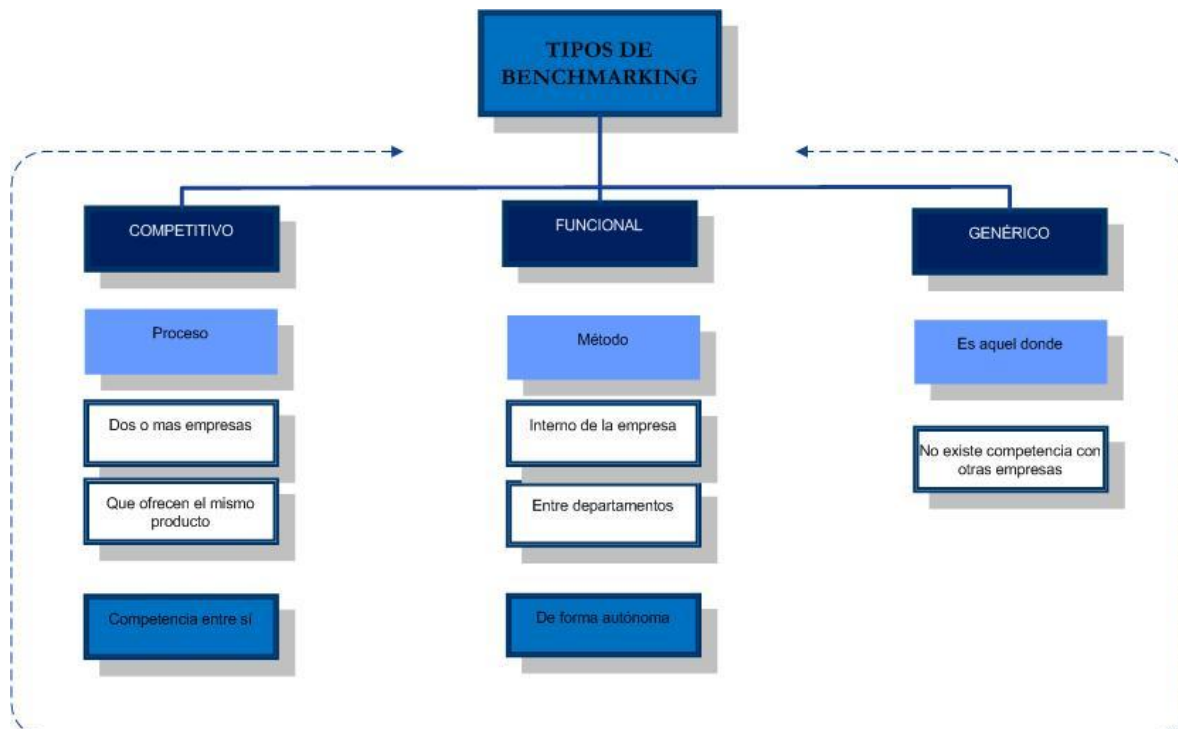 TIPOS DE
BENCHMARKING
COMPETITIVO
FUNCIONAL
GENÉRICO
Proceso
Método
Es aquel donde
Dos o mas empresas
Interno de la empresa
No existe competencia con
otras empresas
Que ofrecen el mismo
producto
Entre departamentos
Competencia entre sí
De forma autónoma